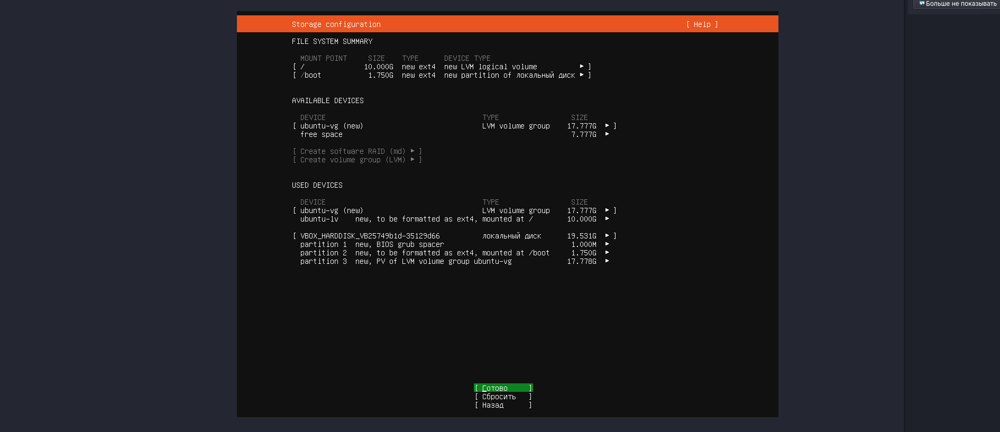 Больше не показывать
Storage configuration [ Help ]
FILE SYSTEM SUMMARY
MOUNT POINT SIZE TYPE DEVICE TYPE
[ / 10.000G new ext4 new LVM logical volume ▸ ]
[ /boot 1.750G new ext4 new partition of локальный диск ▸ ]
AVAILABLE DEVICES
DEVICE TYPE SIZE
[ ubuntu-vg (new) LVM volume group 17.777G ▸ ]
free space 7.777G ▸
[ Create software RAID (md) ▸ ]
[ Create volume group (LVM) ▸ ]
USED DEVICES
DEVICE TYPE SIZE
[ ubuntu-vg (new) LVM volume group 17.777G ▸ ]
ubuntu-lv new, to be formatted as ext4, mounted at / 10.000G ▸
[ VBOX_HARDDISK_VB25749b1d-35129d66 локальный диск 19.531G ▸ ]
partition 1 new, BIOS grub spacer 1.000M ▸
partition 2 new, to be formatted as ext4, mounted at /boot 1.750G ▸
partition 3 new, PV of LVM volume group ubuntu-vg 17.778G ▸
[ Готово ]
[ Сбросить ]
[ Назад ]